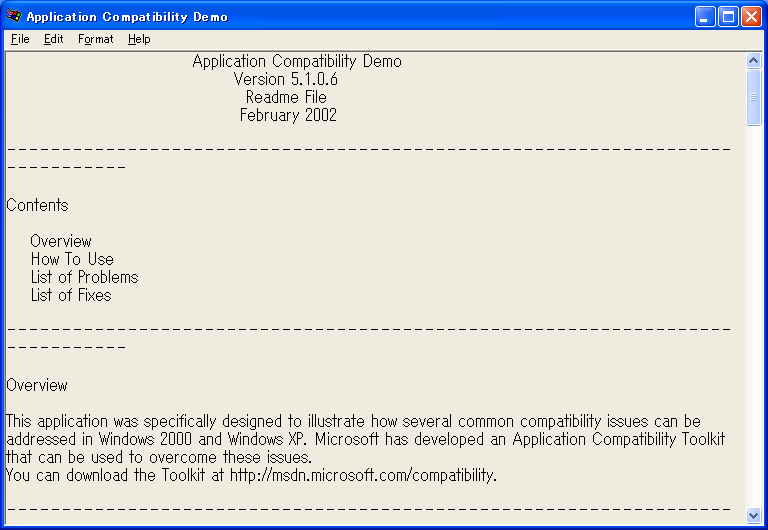 Application Compatibility Demo
File Edit Format Help
Application Compatibility Demo
Version 5.1.0.6
Readme File
February 2002
-------------------------------------------------------------
----------
Contents
Overview
How To Use
List of Problems
List of Fixes
-------------------------------------------------------------
----------
Overview
This application was specifically designed to illustrate how several common compatibility issues can be
addressed in Windows 2000 and Windows XP. Microsoft has developed an Application Compatibility Toolkit
that can be used to overcome these issues.
You can download the Toolkit at http://msdn.microsoft.com/compatibility.
-------------------------------------------------------------